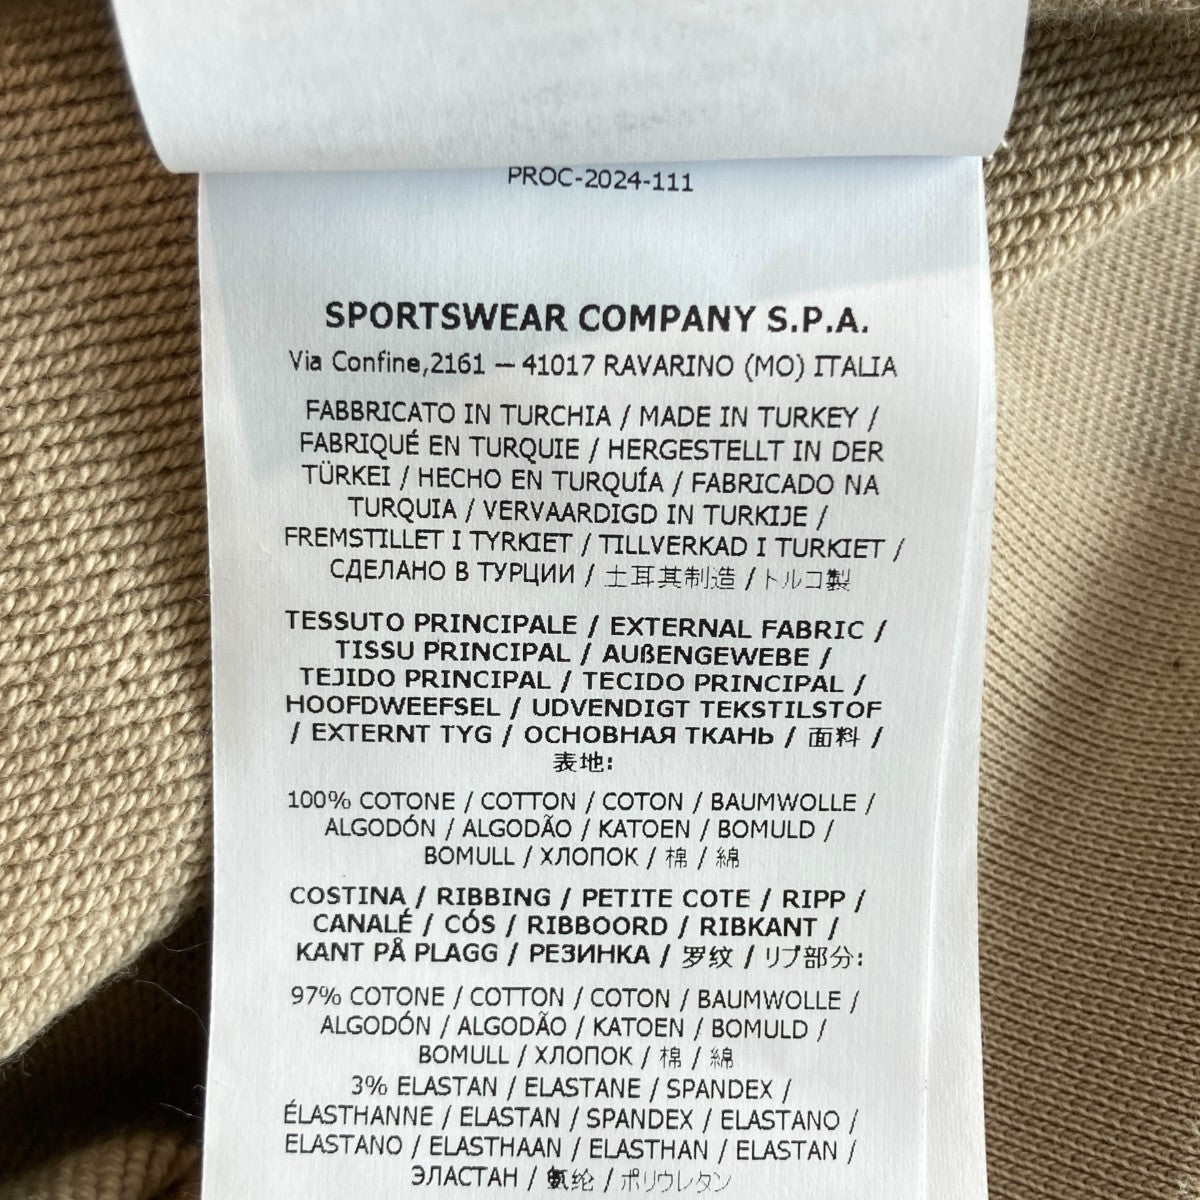 PROC-2024-111
SPORTSWEAR COMPANY S.P.A.
Via Confine,2161 — 41017 RAVARINO (MO) ITALIA
FABBRICATO IN TURCHIA / MADE IN TURKEY /
FABRIQUÉ EN TURQUIE / HERGESTELLT IN DER
TÜRKEI / HECHO EN TURQUÍA / FABRICADO NA
TURQUIA / VERVAARDIGD IN TURKIJE /
FREMSTILLET I TYRKIET / TILLVERKAD I TURKIET /
СДЕЛАНО В ТУРЦИИ / 土耳其制造 / トルコ製
TESSUTO PRINCIPALE / EXTERNAL FABRIC /
TISSU PRINCIPAL / AUßENGEWEBE /
TEJIDO PRINCIPAL / TECIDO PRINCIPAL /
HOOFDWEEFSEL / UDVENDIGT TEKSTILSTOF
/ EXTERNT TYG / ОСНОВНАЯ ТКАНЬ / 面料 /
表地:
100% COTONE / COTTON / COTON / BAUMWOLLE /
ALGODÓN / ALGODÃO / KATOEN / BOMULD /
BOMULL / ХЛОПОК / 棉 / 綿
COSTINA / RIBBING / PETITE COTE / RIPP /
CANALÉ / CÓS / RIBBOORD / RIBKANT /
KANT PÅ PLAGG / РЕЗИНКА / 罗纹 / リブ部分:
97% COTONE / COTTON / COTON / BAUMWOLLE /
ALGODÓN / ALGODÃO / KATOEN / BOMULD /
BOMULL / ХЛОПОК / 棉 / 綿
3% ELASTAN / ELASTANE / SPANDEX /
ÉLASTHANNE / ELASTAN / SPANDEX / ELASTANO /
ELASTANO / ELASTHAAN / ELASTHAN / ELASTAN /
ЭЛАСТАН / 氨纶 / ポリウレタン